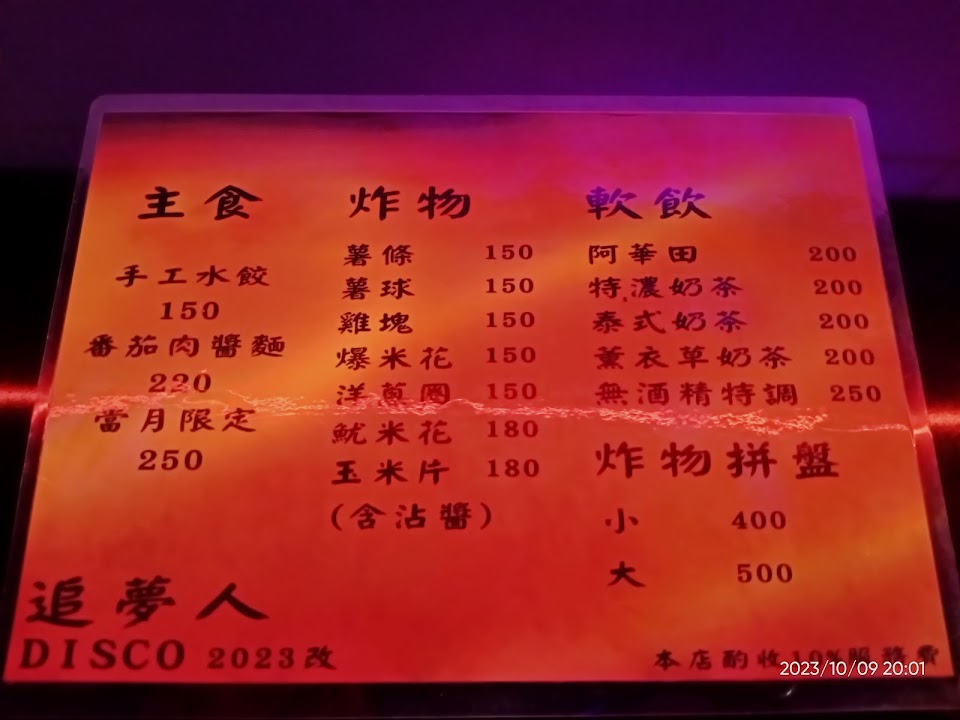 主食
手工水餃
150
番茄肉醬麵
220
當月限定
250
炸物
薯條 150
薯球 150
雞塊 150
爆米花 150
洋蔥圈 150
魷米花 180
玉米片 180
(含沾醬)
軟飲
阿華田 200
特濃奶茶 200
泰式奶茶 200
薰衣草奶茶 200
無酒精特調 250
炸物拼盤
小 400
大 500
追夢人
DISCO 2023改
本店酌收10%服務費
2023/10/09 20:01